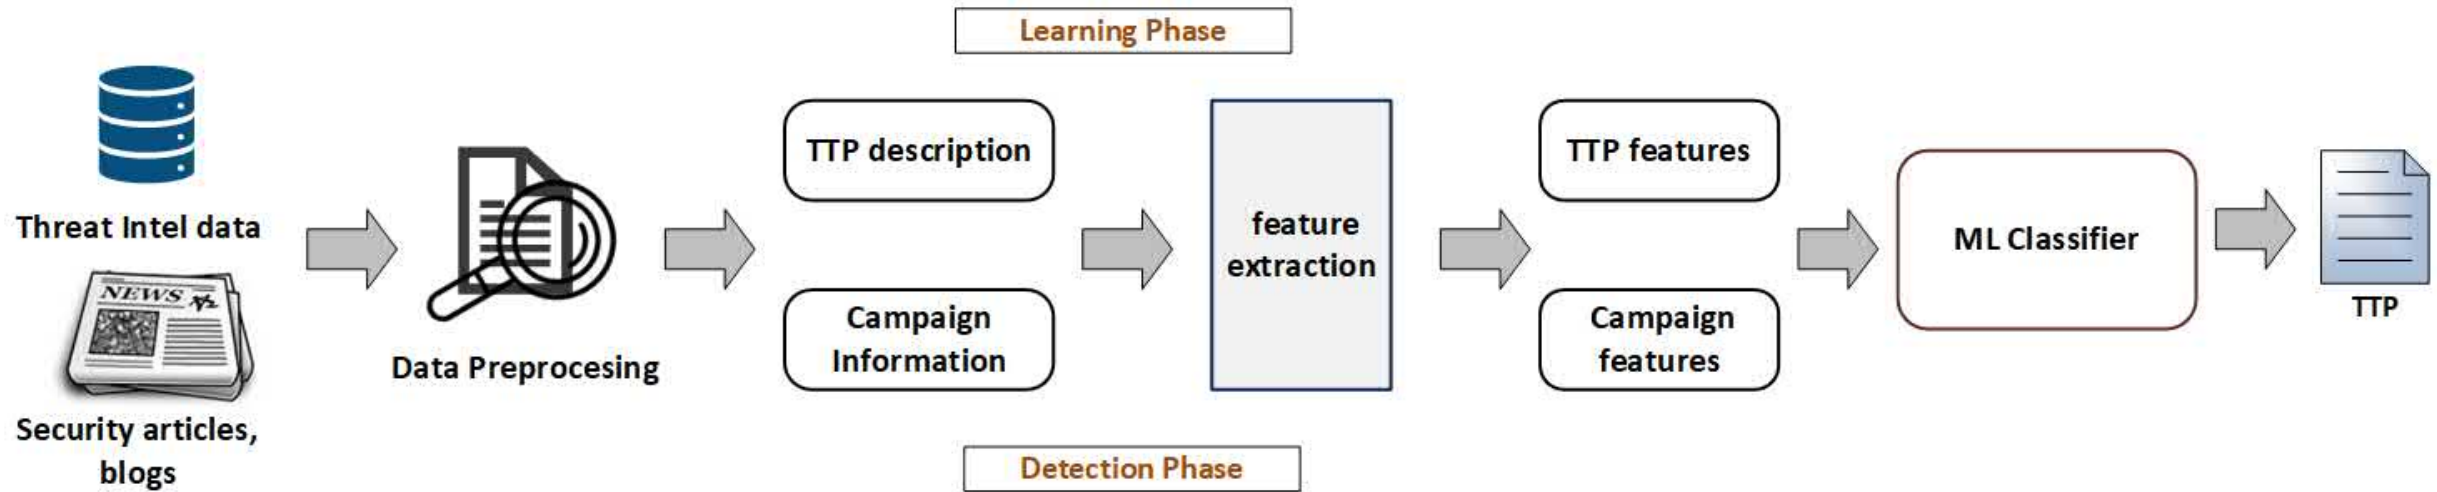 Learning Phase
Threat Intel data
NEWS
Security articles,
blogs
Data Preprocesing
TTP description
Campaign
Information
feature
extraction
TTP features
Campaign
features
ML Classifier
TTP
Detection Phase